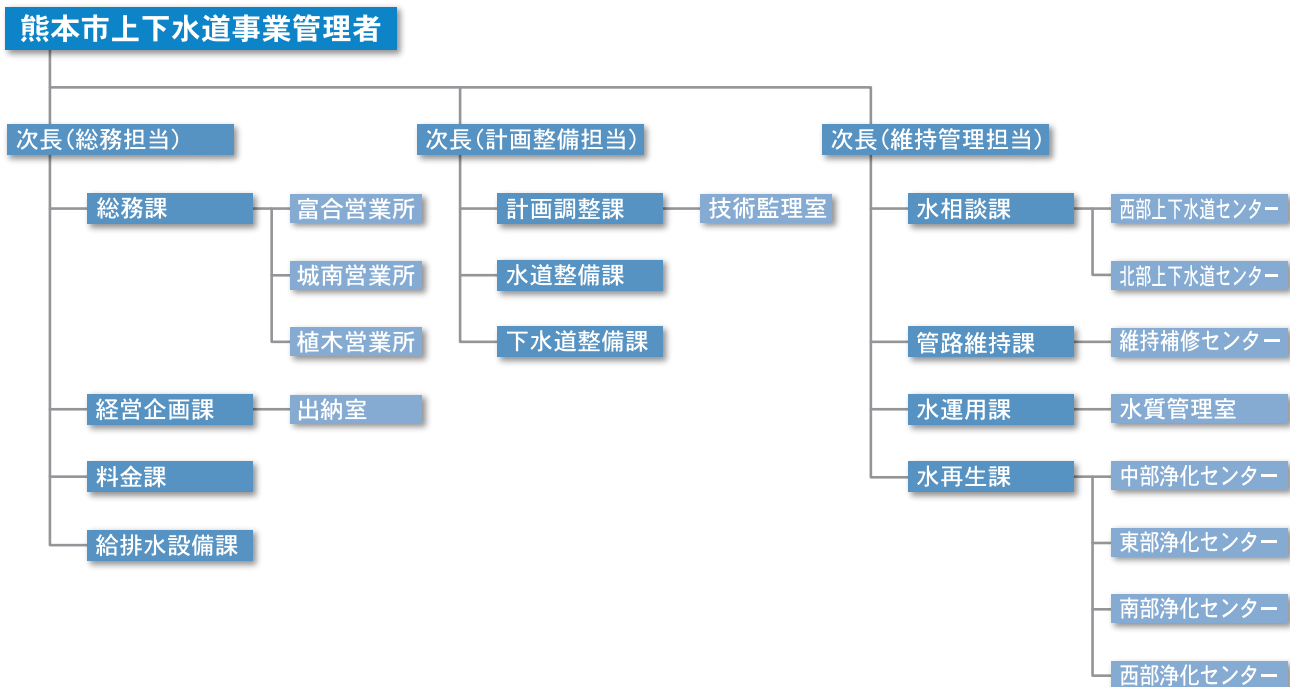 熊本市上下水道事業管理者
次長（総務担当）
総務課
富合営業所
城南営業所
植木営業所
経営企画課
出納室
料金課
給排水設備課
次長（計画整備担当）
計画調整課
技術監理室
水道整備課
下水道整備課
次長（維持管理担当）
水相談課
西部上下水道センター
北部上下水道センター
管路維持課
維持補修センター
水運用課
水質管理室
水再生課
中部浄化センター
東部浄化センター
南部浄化センター
西部浄化センター